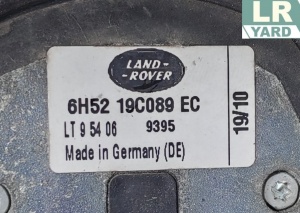 LR
YARD
LAND-
-ROVER
6H52 19C089 EC
LT 9 54 06 9395
Made in Germany (DE)
19/10